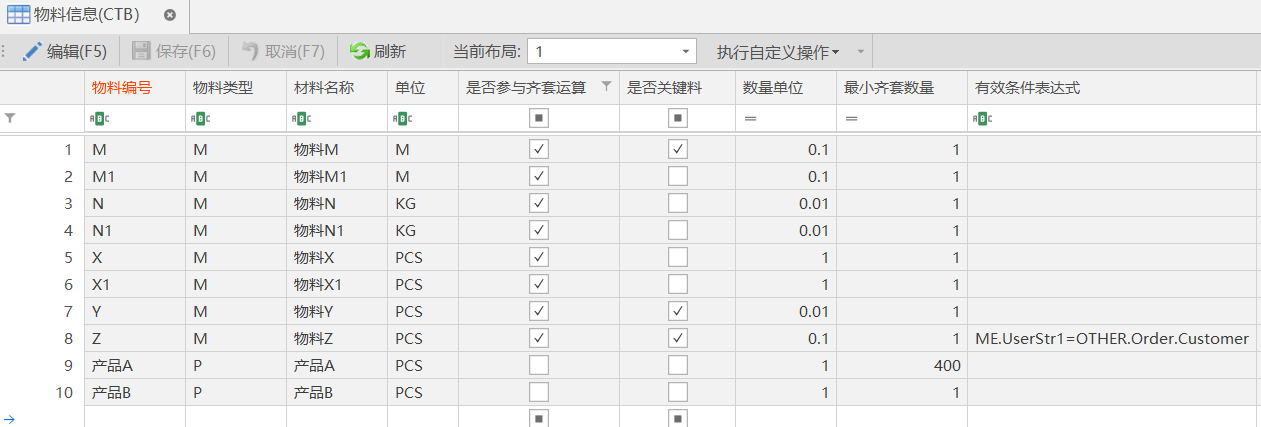 物料信息(CTB)
编辑(F5) 保存(F6) 取消(F7) 刷新 当前布局: 1 执行自定义操作
物料编号 物料类型 材料名称 单位 是否参与齐套运算 是否关键料 数量单位 最小齐套数量 有效条件表达式
ABC ABC ABC ABC = = ABC
1 M M 物料M M 0.1 1
2 M1 M 物料M1 M 0.1 1
3 N M 物料N KG 0.01 1
4 N1 M 物料N1 KG 0.01 1
5 X M 物料X PCS 1 1
6 X1 M 物料X1 PCS 1 1
7 Y M 物料Y PCS 0.01 1
8 Z M 物料Z PCS 0.1 1 ME.UserStr1=OTHER.Order.Customer
9 产品A P 产品A PCS 1 400
10 产品B P 产品B PCS 1 1